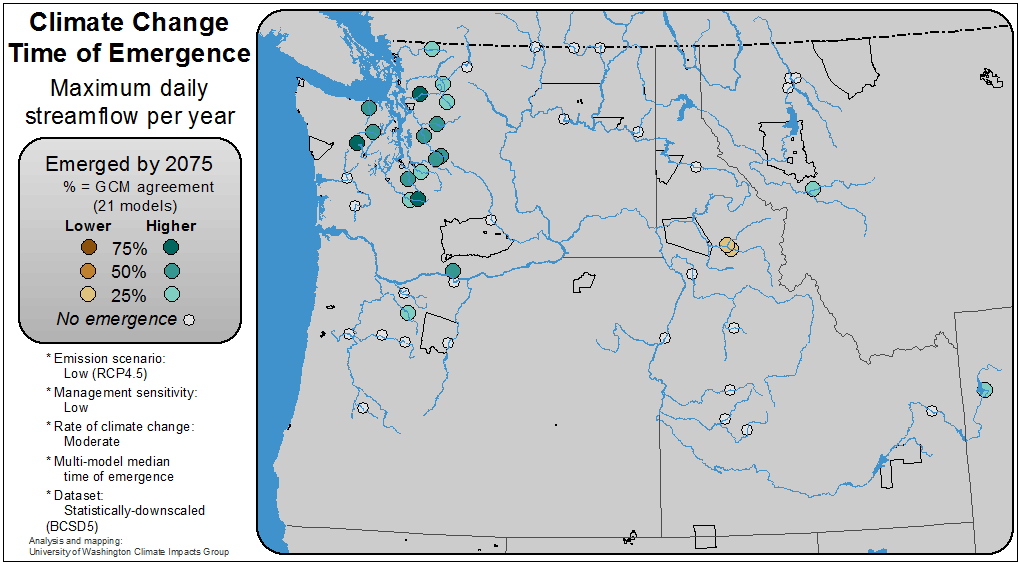 Climate Change
Time of Emergence
Maximum daily
streamflow per year
Emerged by 2075
% = GCM agreement
(21 models)
Lower Higher
75%
50%
25%
No emergence
* Emission scenario:
Low (RCP4.5)
* Management sensitivity:
Low
* Rate of climate change:
Moderate
* Multi-model median
time of emergence
* Dataset:
Statistically-downscaled
(BCSD5)
Analysis and mapping:
University of Washington Climate Impacts Group